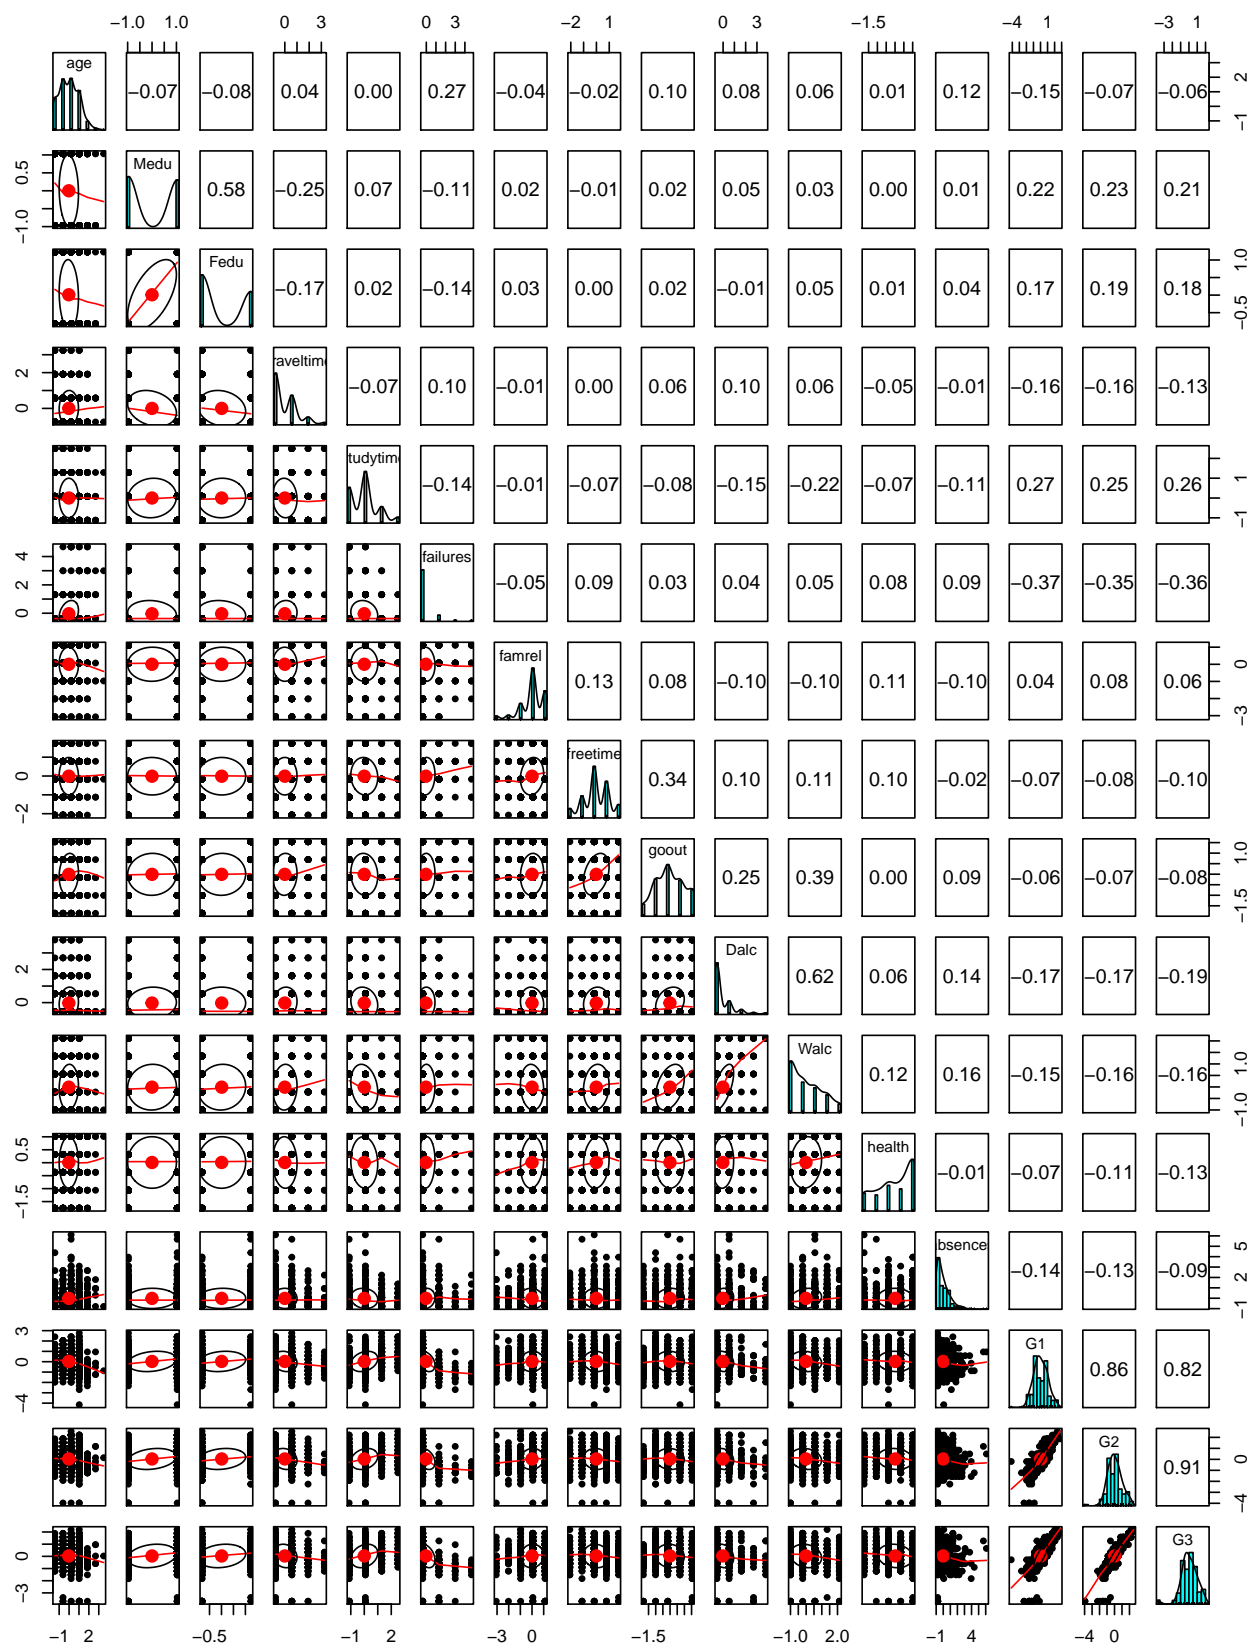 −1.0 1.0 0 3 0 3 −2 1 0 3 −1.5 −4 1 −3 1
age −0.07 −0.08 0.04 0.00 0.27 −0.04 −0.02 0.10 0.08 0.06 0.01 0.12 −0.15 −0.07 −0.06 −1 2
−1.0 0.5 Medu 0.58 −0.25 0.07 −0.11 0.02 −0.01 0.02 0.05 0.03 0.00 0.01 0.22 0.23 0.21
Fedu −0.17 0.02 −0.14 0.03 0.00 0.02 −0.01 0.05 0.01 0.04 0.17 0.19 0.18 −0.5 1.0
0 2 raveltime −0.07 0.10 −0.01 0.00 0.06 0.10 0.06 −0.05 −0.01 −0.16 −0.16 −0.13
tudytime −0.14 −0.01 −0.07 −0.08 −0.15 −0.22 −0.07 −0.11 0.27 0.25 0.26 −1 1
0 2 4 failures −0.05 0.09 0.03 0.04 0.05 0.08 0.09 −0.37 −0.35 −0.36
famrel 0.13 0.08 −0.10 −0.10 0.11 −0.10 0.04 0.08 0.06 −3 0
−2 0 freetime 0.34 0.10 0.11 0.10 −0.02 −0.07 −0.08 −0.10
goout 0.25 0.39 0.00 0.09 −0.06 −0.07 −0.08 −1.5 1.0
0 2 Dalc 0.62 0.06 0.14 −0.17 −0.17 −0.19
Walc 0.12 0.16 −0.15 −0.16 −0.16 −1.0 1.0
−1.5 0.5 health −0.01 −0.07 −0.11 −0.13
bsence −0.14 −0.13 −0.09 −1 2 5
−4 0 3 G1 0.86 0.82
G2 0.91 −4 0
−3 0 G3
−1 2 −0.5 −1 2 −3 0 −1.5 −1.0 2.0 −1 4 −4 0